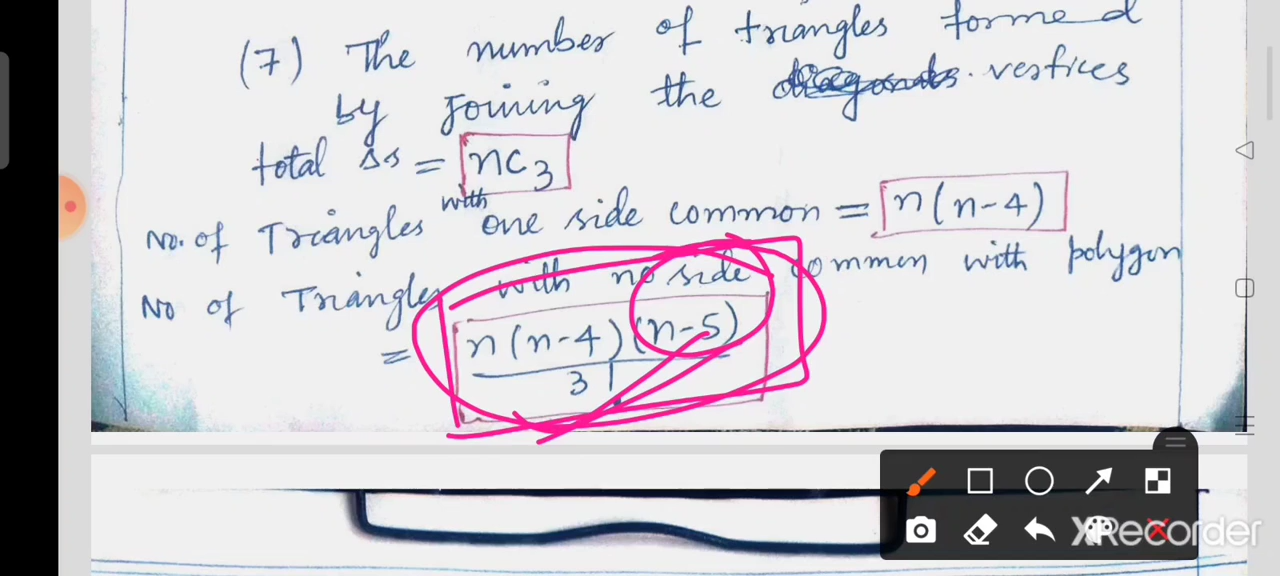 (7) The number of triangles formed
by Joining the vertices
total Δs = nC3
No. of Triangles with one side common = n(n-4)
No of Triangles with no side common with polygon
= n(n-4)(n-5)
3!
XRecorder